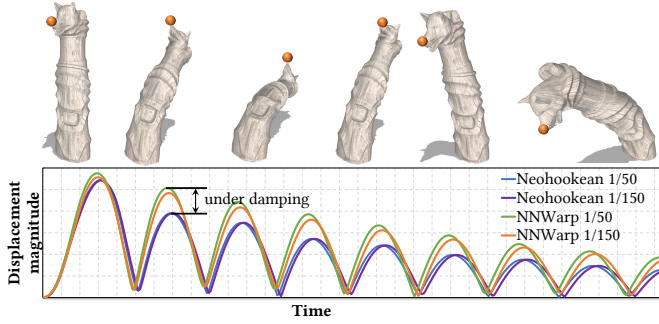 Neohookean 1/50
Neohookean 1/150
NNWarp 1/50
NNWarp 1/150
under damping
Displacement
magnitude
Time